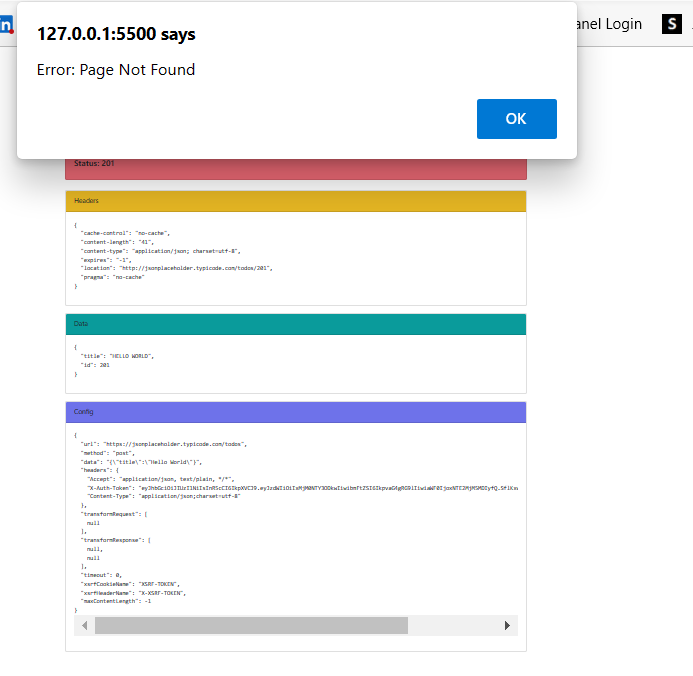 in
anel Login
S
127.0.0.1:5500 says
Error: Page Not Found
OK
Status: 201
Headers
{
"cache-control": "no-cache",
"content-length": "41",
"content-type": "application/json; charset=utf-8",
"expires": "-1",
"location": "http://jsonplaceholder.typicode.com/todos/201",
"pragma": "no-cache"
}
Data
{
"title": "HELLO WORLD",
"id": 201
}
Config
{
"url": "https://jsonplaceholder.typicode.com/todos",
"method": "post",
"data": "{\"title\":\"Hello World\"}",
"headers": {
"Accept": "application/json, text/plain, */*",
"X-Auth-Token":
"Content-Type": "application/json;charset=utf-8"
},
"transformRequest": [
null
],
"transformResponse": [
null,
null
],
"timeout": 0,
"xsrfCookieName": "XSRF-TOKEN",
"xsrfHeaderName": "X-XSRF-TOKEN",
"maxContentLength": -1
}